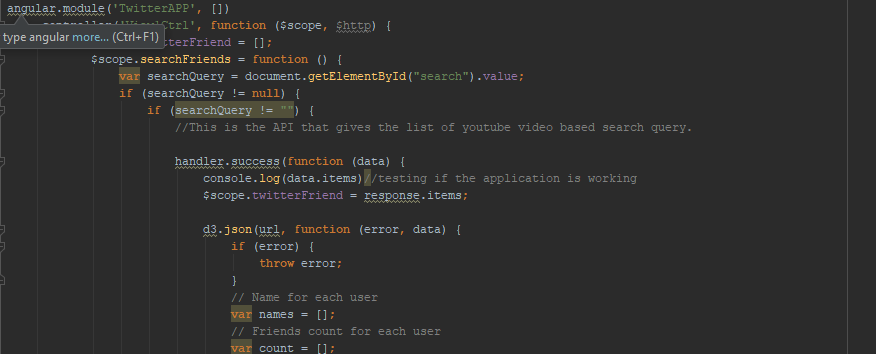 angular.module('TwitterAPP', [])
controller('ViewCtrl', function ($scope, $http) {
type angular more... (Ctrl+F1)
tterFriend = [];
$scope.searchFriends = function () {
var searchQuery = document.getElementById("search").value;
if (searchQuery != null) {
if (searchQuery != "") {
//This is the API that gives the list of youtube video based search query.
handler.success(function (data) {
console.log(data.items)//testing if the application is working
$scope.twitterFriend = response.items;
d3.json(url, function (error, data) {
if (error) {
throw error;
}
// Name for each user
var names = [];
// Friends count for each user
var count = [];